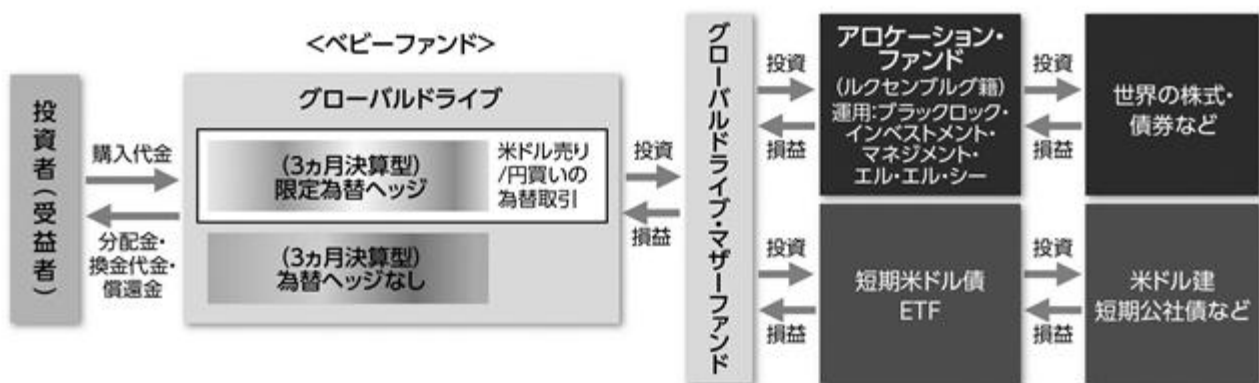 投資者(受益者)
購入代金
分配金・
換金代金・
償還金
<ベビーファンド>
グローバルドライブ
(3ヵ月決算型)
限定為替ヘッジ
米ドル売り
/円買いの
為替取引
(3ヵ月決算型)
為替ヘッジなし
投資
損益
グローバルドライブ・マザーファンド
投資
損益
アロケーション・
ファンド
(ルクセンブルグ籍)
運用:ブラックロック・
インベストメント・
マネジメント・
エル・エル・シー
投資
損益
世界の株式・
債券など
投資
損益
短期米ドル債
ETF
投資
損益
米ドル建
短期公社債など